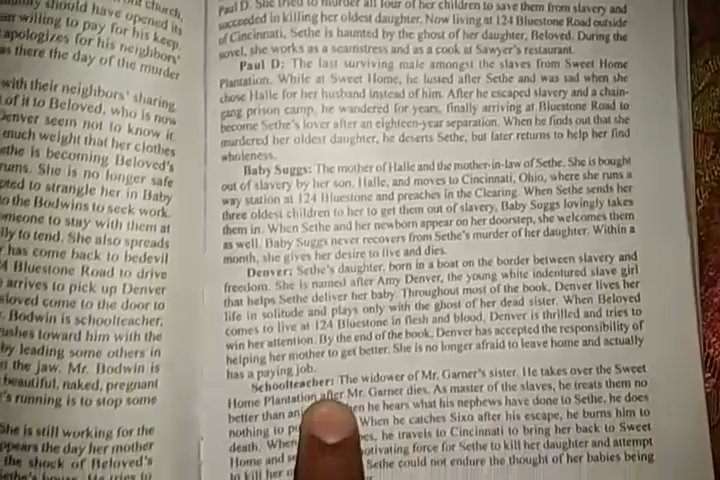 church,
should have opened its
an willing to pay for his keep.
apologizes for his neighbors'
as there the day of the murder
with their neighbors' sharing
of it to Beloved, who is now
Denver seem not to know it.
much weight that her clothes
ethe is becoming Beloved's
rums. She is no longer safe
pted to strangle her in Baby
to the Bodwins to seek work.
omeone to stay with them at
lly to tend. She also spreads
r has come back to bedevil
4 Bluestone Road to drive
arrives to pick up Denver
eloved come to the door to
. Bodwin is schoolteacher,
ushes toward him with the
by leading some others in
n the jaw. Mr. Bodwin is
beautiful, naked, pregnant
's running is to stop some
She is still working for the
ppears the day her mother
the shock of Beloved's
Paul D. She tried to murder all four of her children to save them from slavery and
succeeded in killing her oldest daughter. Now living at 124 Bluestone Road outside
of Cincinnati, Sethe is haunted by the ghost of her daughter, Beloved. During the
novel, she works as a seamstress and as a cook at Sawyer's restaurant.
Paul D: The last surviving male amongst the slaves from Sweet Home
Plantation. While at Sweet Home, he lusted after Sethe and was sad when she
chose Halle for her husband instead of him. After he escaped slavery and a chain-
gang prison camp, he wandered for years, finally arriving at Bluestone Road to
become Sethe's lover after an eighteen-year separation. When he finds out that she
murdered her oldest daughter, he deserts Sethe, but later returns to help her find
wholeness.
Baby Suggs: The mother of Halle and the mother-in-law of Sethe. She is bought
out of slavery by her son, Halle, and moves to Cincinnati, Ohio, where she runs a
way station at 124 Bluestone and preaches in the Clearing. When Sethe sends her
three oldest children to her to get them out of slavery, Baby Suggs lovingly takes
them in. When Sethe and her newborn appear on her doorstep, she welcomes them
as well. Baby Suggs never recovers from Sethe's murder of her daughter. Within a
month, she gives her desire to live and dies.
Denver: Sethe's daughter, born in a boat on the border between slavery and
freedom. She is named after Amy Denver, the young white indentured slave girl
that helps Sethe deliver her baby. Throughout most of the book, Denver lives her
life in solitude and plays only with the ghost of her dead sister. When Beloved
comes to live at 124 Bluestone in flesh and blood, Denver is thrilled and tries to
win her attention. By the end of the book, Denver has accepted the responsibility of
helping her mother to get better. She is no longer afraid to leave home and actually
has a paying job.
Schoolteacher: The widower of Mr. Garner's sister. He takes over the Sweet
Home Plantation after Mr. Garner dies. As master of the slaves, he treats them no
better than he hears what his nephews have done to Sethe, he does
nothing to When he catches Sixo after his escape, he burns him to
death. When he travels to Cincinnati to bring her back to Sweet
Home and force for Sethe to kill her daughter and attempt
to kill her Sethe could not endure the thought of her babies being